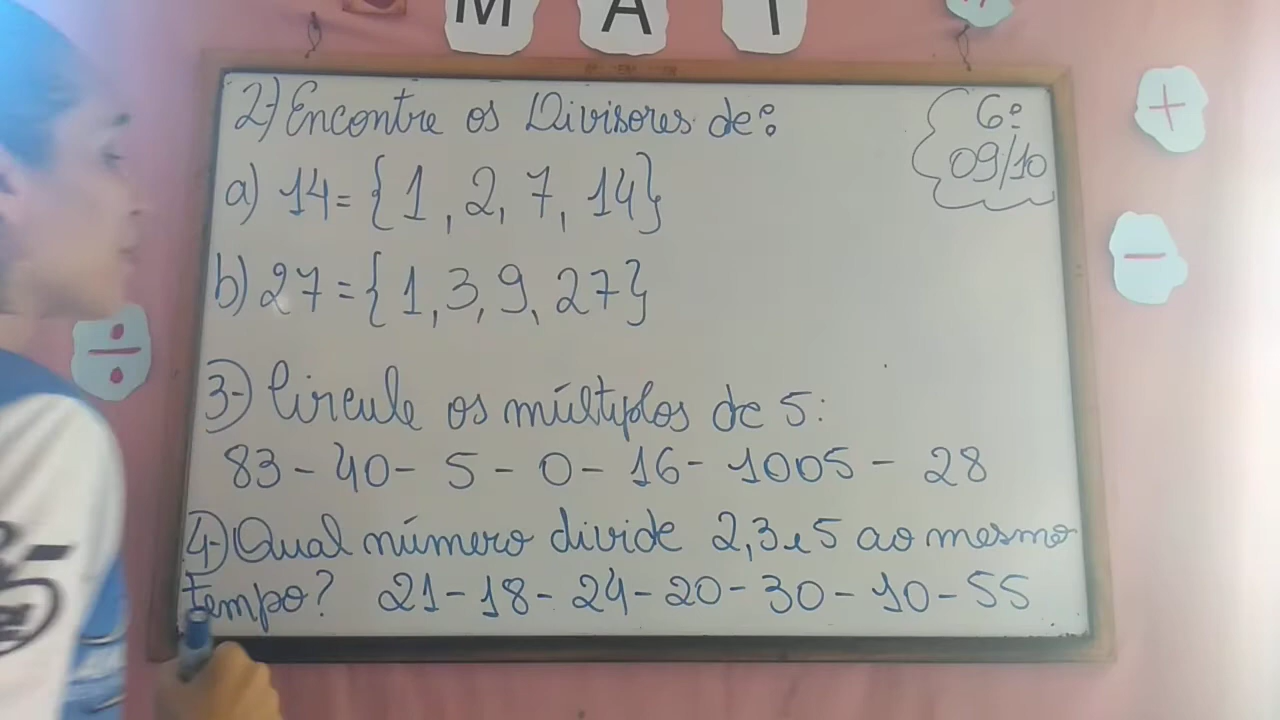 M A T
2-) Encontre os Divisores de:
6º
09/10
a) 14 = {1, 2, 7, 14}
b) 27 = {1, 3, 9, 27}
3-) Circule os múltiplos de 5:
83 - 40 - 5 - 0 - 16 - 1005 - 28
4-) Qual número divide 2,3 e 5 ao mesmo
tempo? 21 - 18 - 24 - 20 - 30 - 10 - 55
+
-
÷